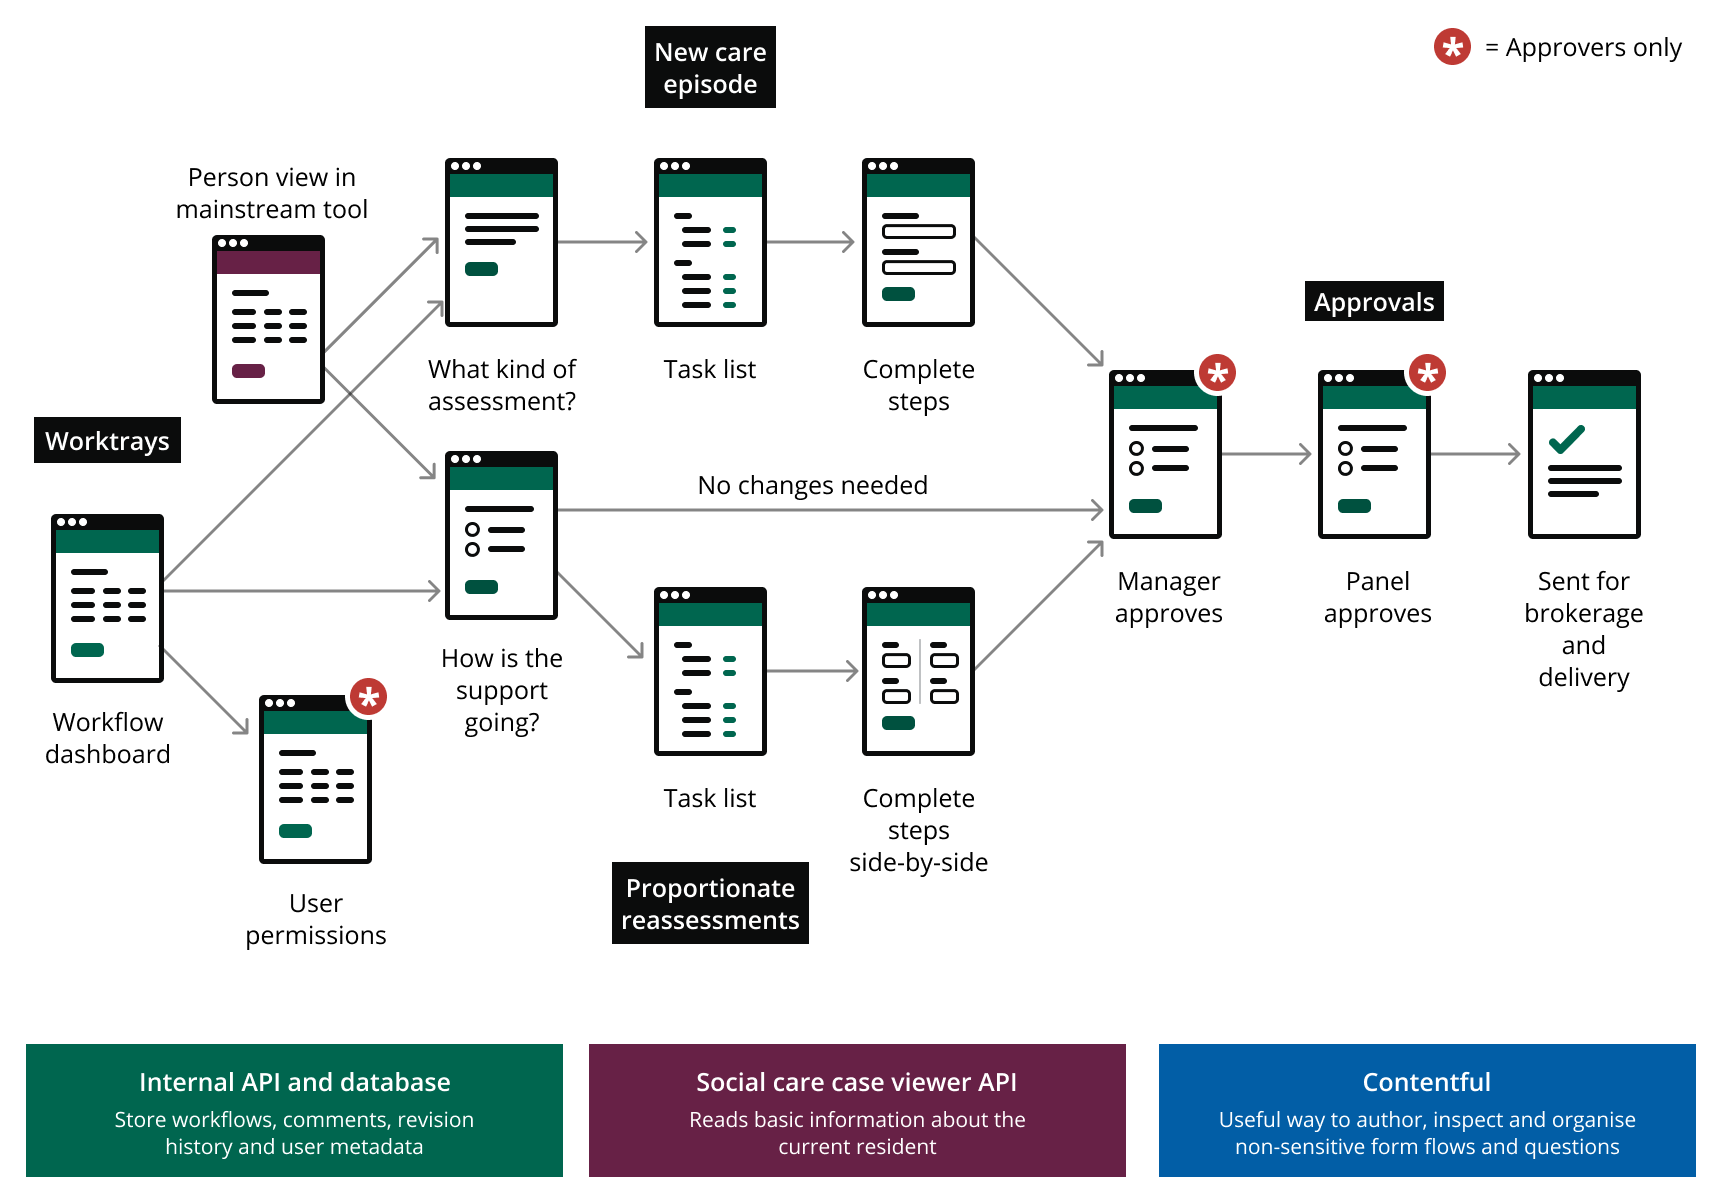 New care
episode
* = Approvers only
Person view in
mainstream tool
What kind of
assessment?
Task list
Complete
steps
Approvals
Worktrays
No changes needed
Manager
approves
Panel
approves
Sent for
brokerage
and
delivery
How is the
support
going?
Workflow
dashboard
Task list
Complete
steps
side-by-side
User
permissions
Proportionate
reassessments
Internal API and database
Store workflows, comments, revision
history and user metadata
Social care case viewer API
Reads basic information about the
current resident
Contentful
Useful way to author, inspect and organise
non-sensitive form flows and questions